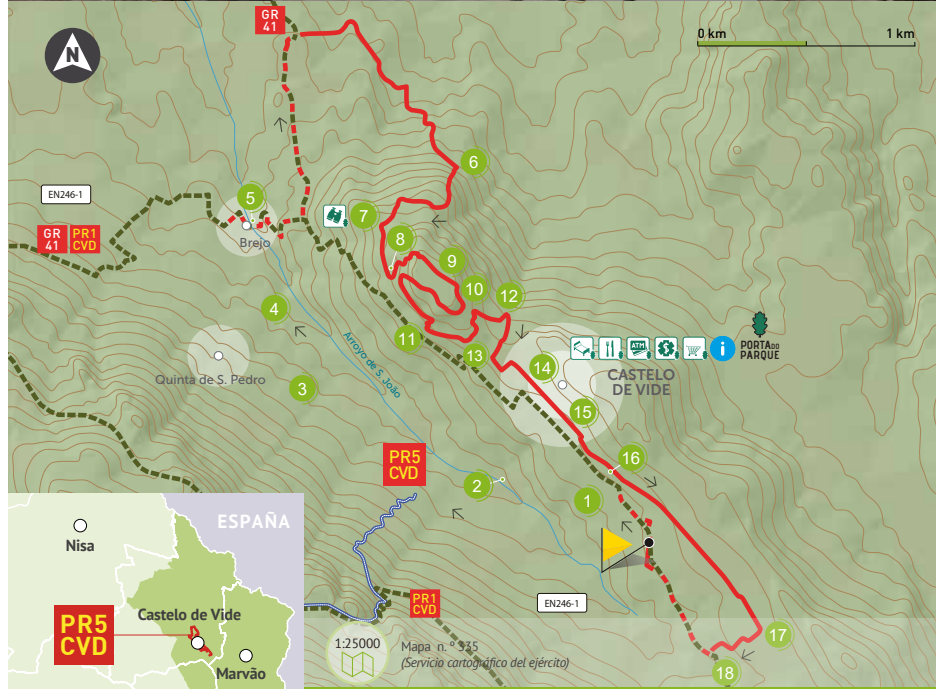 GR
41
N
0 km
1 km
6
EN246-1
5
7
GR
41
PR1
CVD
Brejo
8
9
10
12
4
11
13
PORTA DO
PARQUE
ATM
$
i
14
CASTELO
DE VIDE
Quinta de S. Pedro
Arroyo de S. João
3
15
PR5
CVD
16
2
1
ESPAÑA
Nisa
EN246-1
PR1
CVD
Castelo de Vide
PR5
CVD
17
1:25000
Mapa n. º 335
(Servicio cartográfico del ejército)
Marvão
18